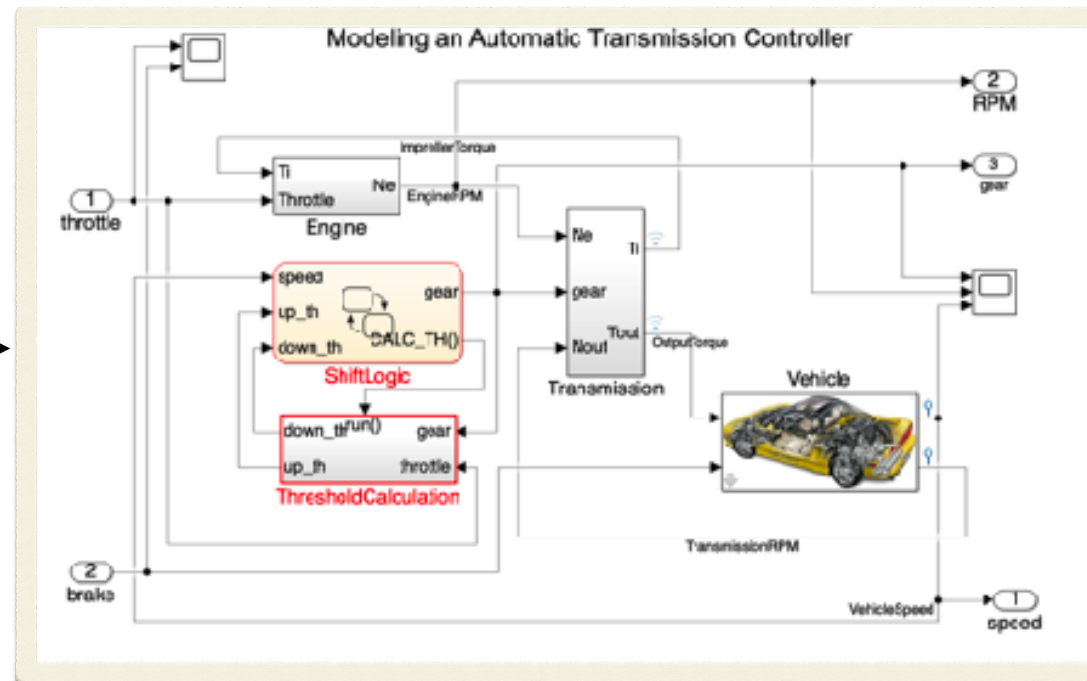 Modeling an Automatic Transmission Controller
2
RPM
ImpellerTorque
3
gear
Ti
Ne
Throttle
EngineRPM
Engine
1
throttle
Ne
Ti
gear
Tout
Nout
OutputTorque
Transmission
speed
gear
up_th
CALC_TH()
down_th
ShiftLogic
Vehicle
run()
down_th
gear
up_th
throttle
ThresholdCalculation
TransmissionRPM
2
brake
VehicleSpeed
1
speed